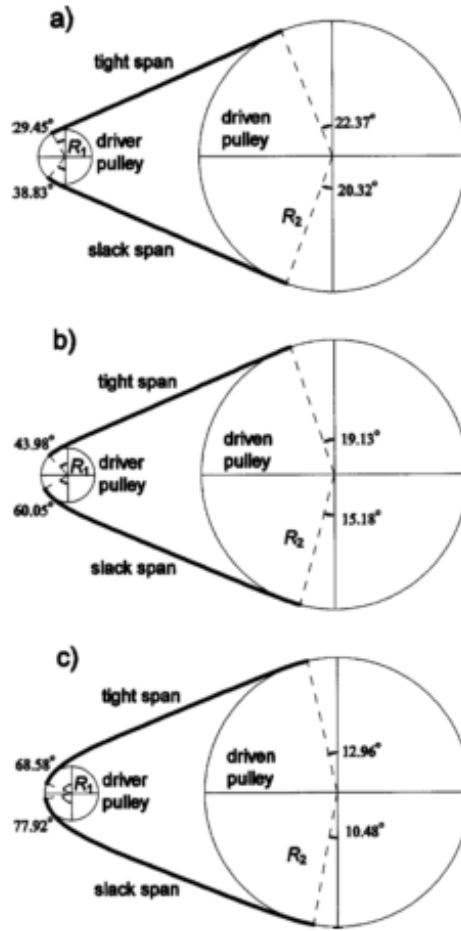 a)
tight span
29.45°
R1
driver
pulley
38.83°
slack span
driven
pulley
22.37°
20.32°
R2
b)
tight span
43.98°
R1
driver
pulley
60.05°
slack span
driven
pulley
19.13°
15.18°
R2
c)
tight span
68.58°
R1
driver
pulley
77.92°
slack span
driven
pulley
12.96°
10.48°
R2